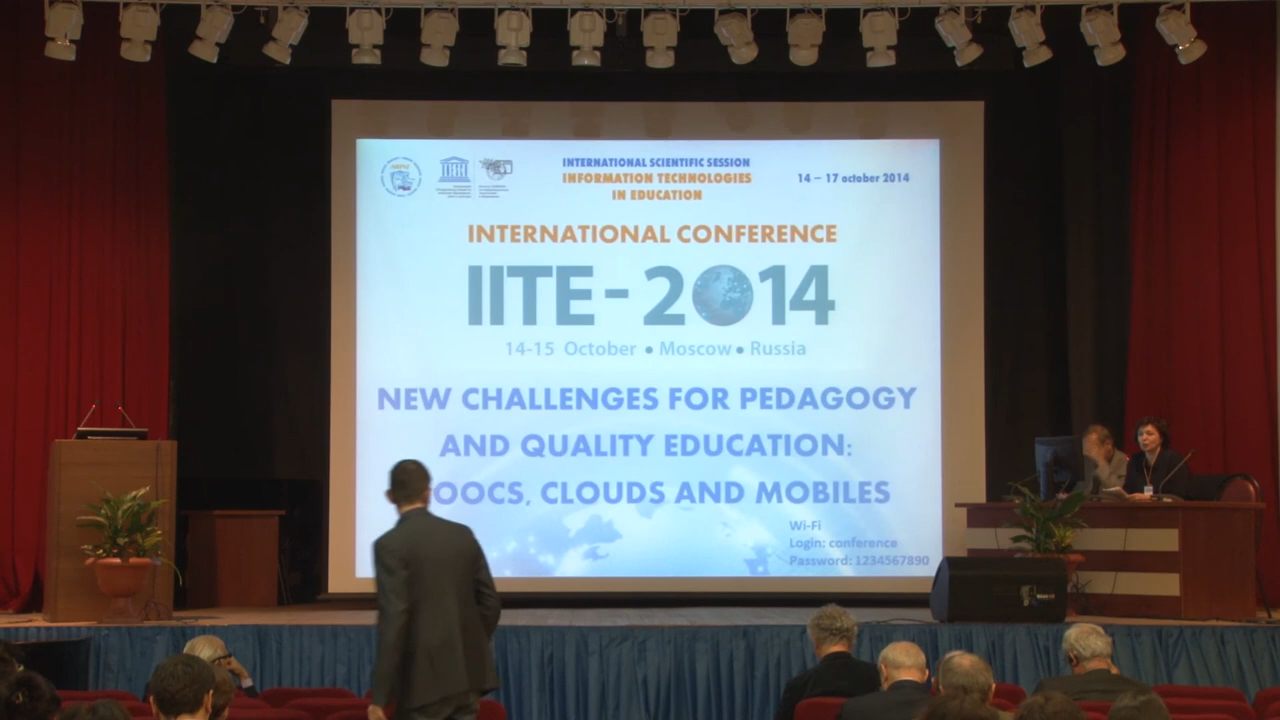 INTERNATIONAL SCIENTIFIC SESSION
INFORMATION TECHNOLOGIES
IN EDUCATION
14 – 17 october 2014
INTERNATIONAL CONFERENCE
IITE-2014
14-15 October • Moscow • Russia
NEW CHALLENGES FOR PEDAGOGY
AND QUALITY EDUCATION:
OOCS, CLOUDS AND MOBILES
Wi-Fi
Login: conference
Password: 1234567890